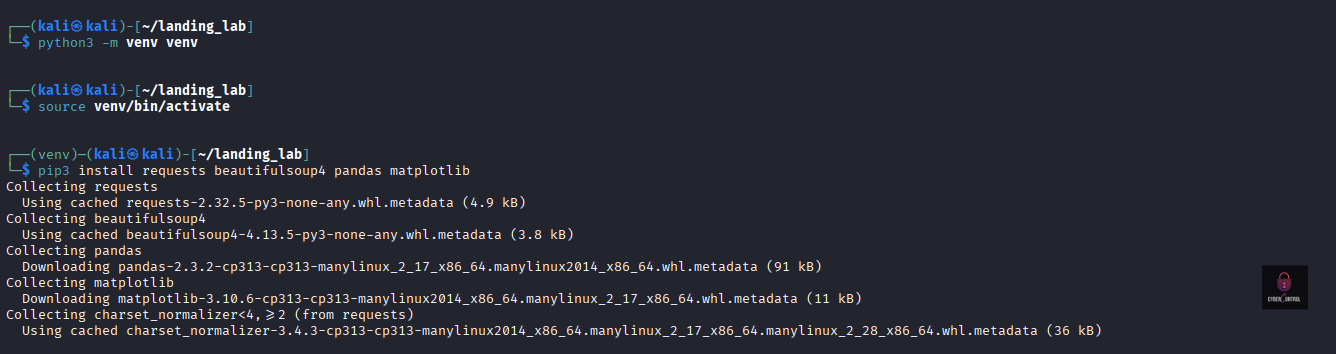 ┌──(kali㉿kali)-[~/landing_lab]
└─$ python3 -m venv venv
┌──(kali㉿kali)-[~/landing_lab]
└─$ source venv/bin/activate
┌──(venv)─(kali㉿kali)-[~/landing_lab]
└─$ pip3 install requests beautifulsoup4 pandas matplotlib
Collecting requests
  Using cached requests-2.32.5-py3-none-any.whl.metadata (4.9 kB)
Collecting beautifulsoup4
  Using cached beautifulsoup4-4.13.5-py3-none-any.whl.metadata (3.8 kB)
Collecting pandas
  Downloading pandas-2.3.2-cp313-cp313-manylinux_2_17_x86_64.manylinux2014_x86_64.whl.metadata (91 kB)
Collecting matplotlib
  Downloading matplotlib-3.10.6-cp313-cp313-manylinux2014_x86_64.manylinux_2_17_x86_64.whl.metadata (11 kB)
Collecting charset_normalizer<4,>=2 (from requests)
  Using cached charset_normalizer-3.4.3-cp313-cp313-manylinux2014_x86_64.manylinux_2_17_x86_64.manylinux_2_28_x86_64.whl.metadata (36 kB)